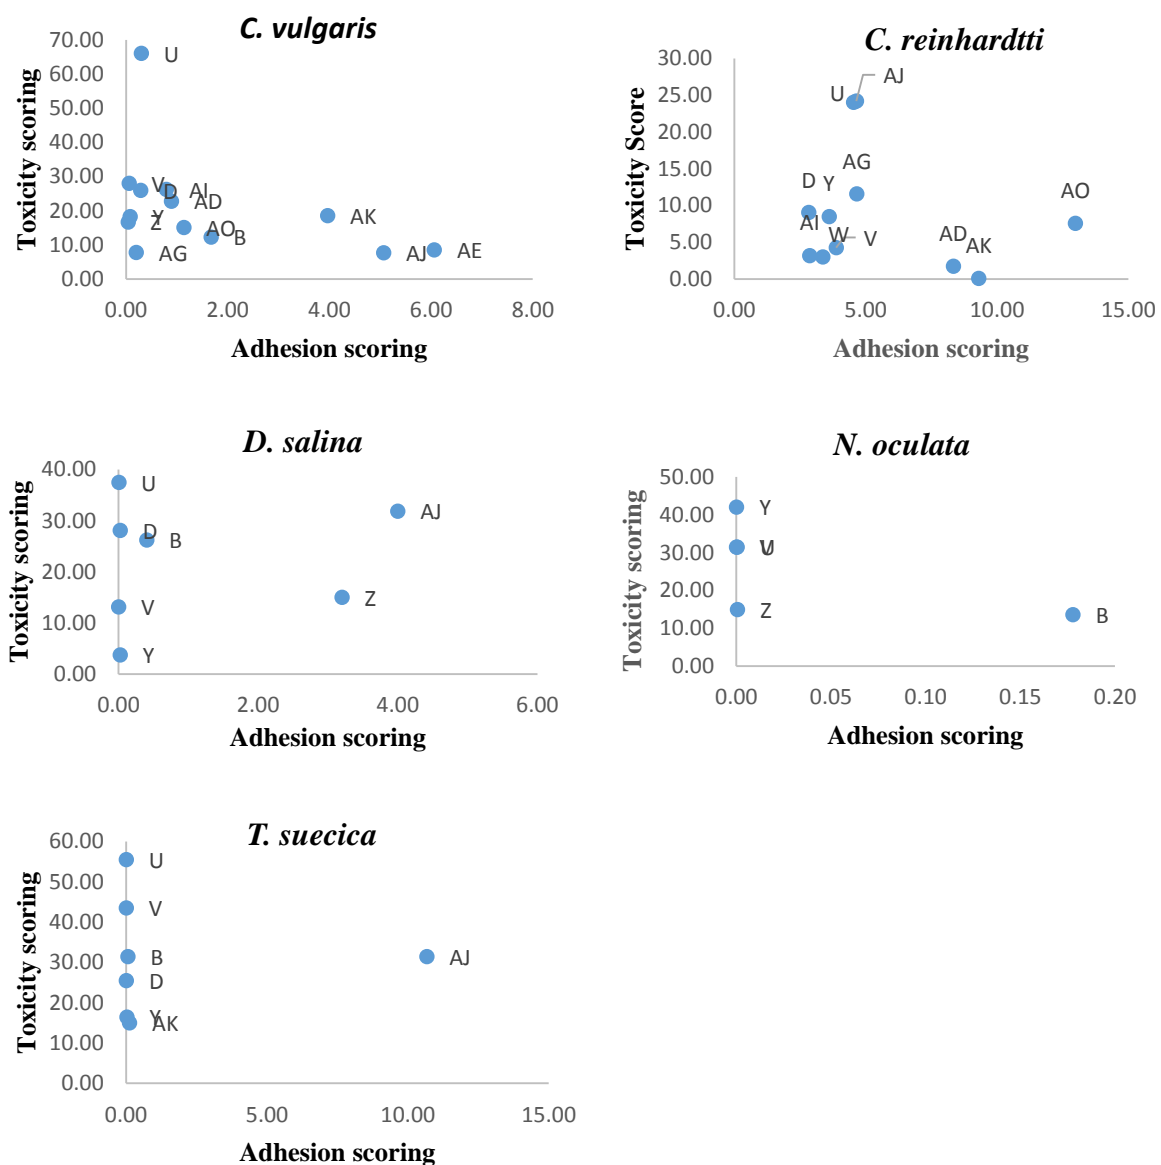 C. vulgaris
Toxicity scoring
70.00
60.00
50.00
40.00
30.00
20.00
10.00
0.00
U
V
D
AI
AD
Y
Z
AO
B
AG
AK
AJ
AE
0.00 2.00 4.00 6.00 8.00
Adhesion scoring
C. reinhardtti
Toxicity Score
30.00
25.00
20.00
15.00
10.00
5.00
0.00
U
AJ
AG
D
Y
AO
AI
W
V
AD
AK
0.00 5.00 10.00 15.00
Adhesion scoring
D. salina
Toxicity scoring
40.00
30.00
20.00
10.00
0.00
U
AJ
D
B
Z
V
Y
0.00 2.00 4.00 6.00
Adhesion scoring
N. oculata
Toxicity scoring
50.00
40.00
30.00
20.00
10.00
0.00
Y
V
U
Z
B
0.00 0.05 0.10 0.15 0.20
Adhesion scoring
T. suecica
Toxicity scoring
60.00
50.00
40.00
30.00
20.00
10.00
0.00
U
V
B
AJ
D
Y
AK
0.00 5.00 10.00 15.00
Adhesion scoring